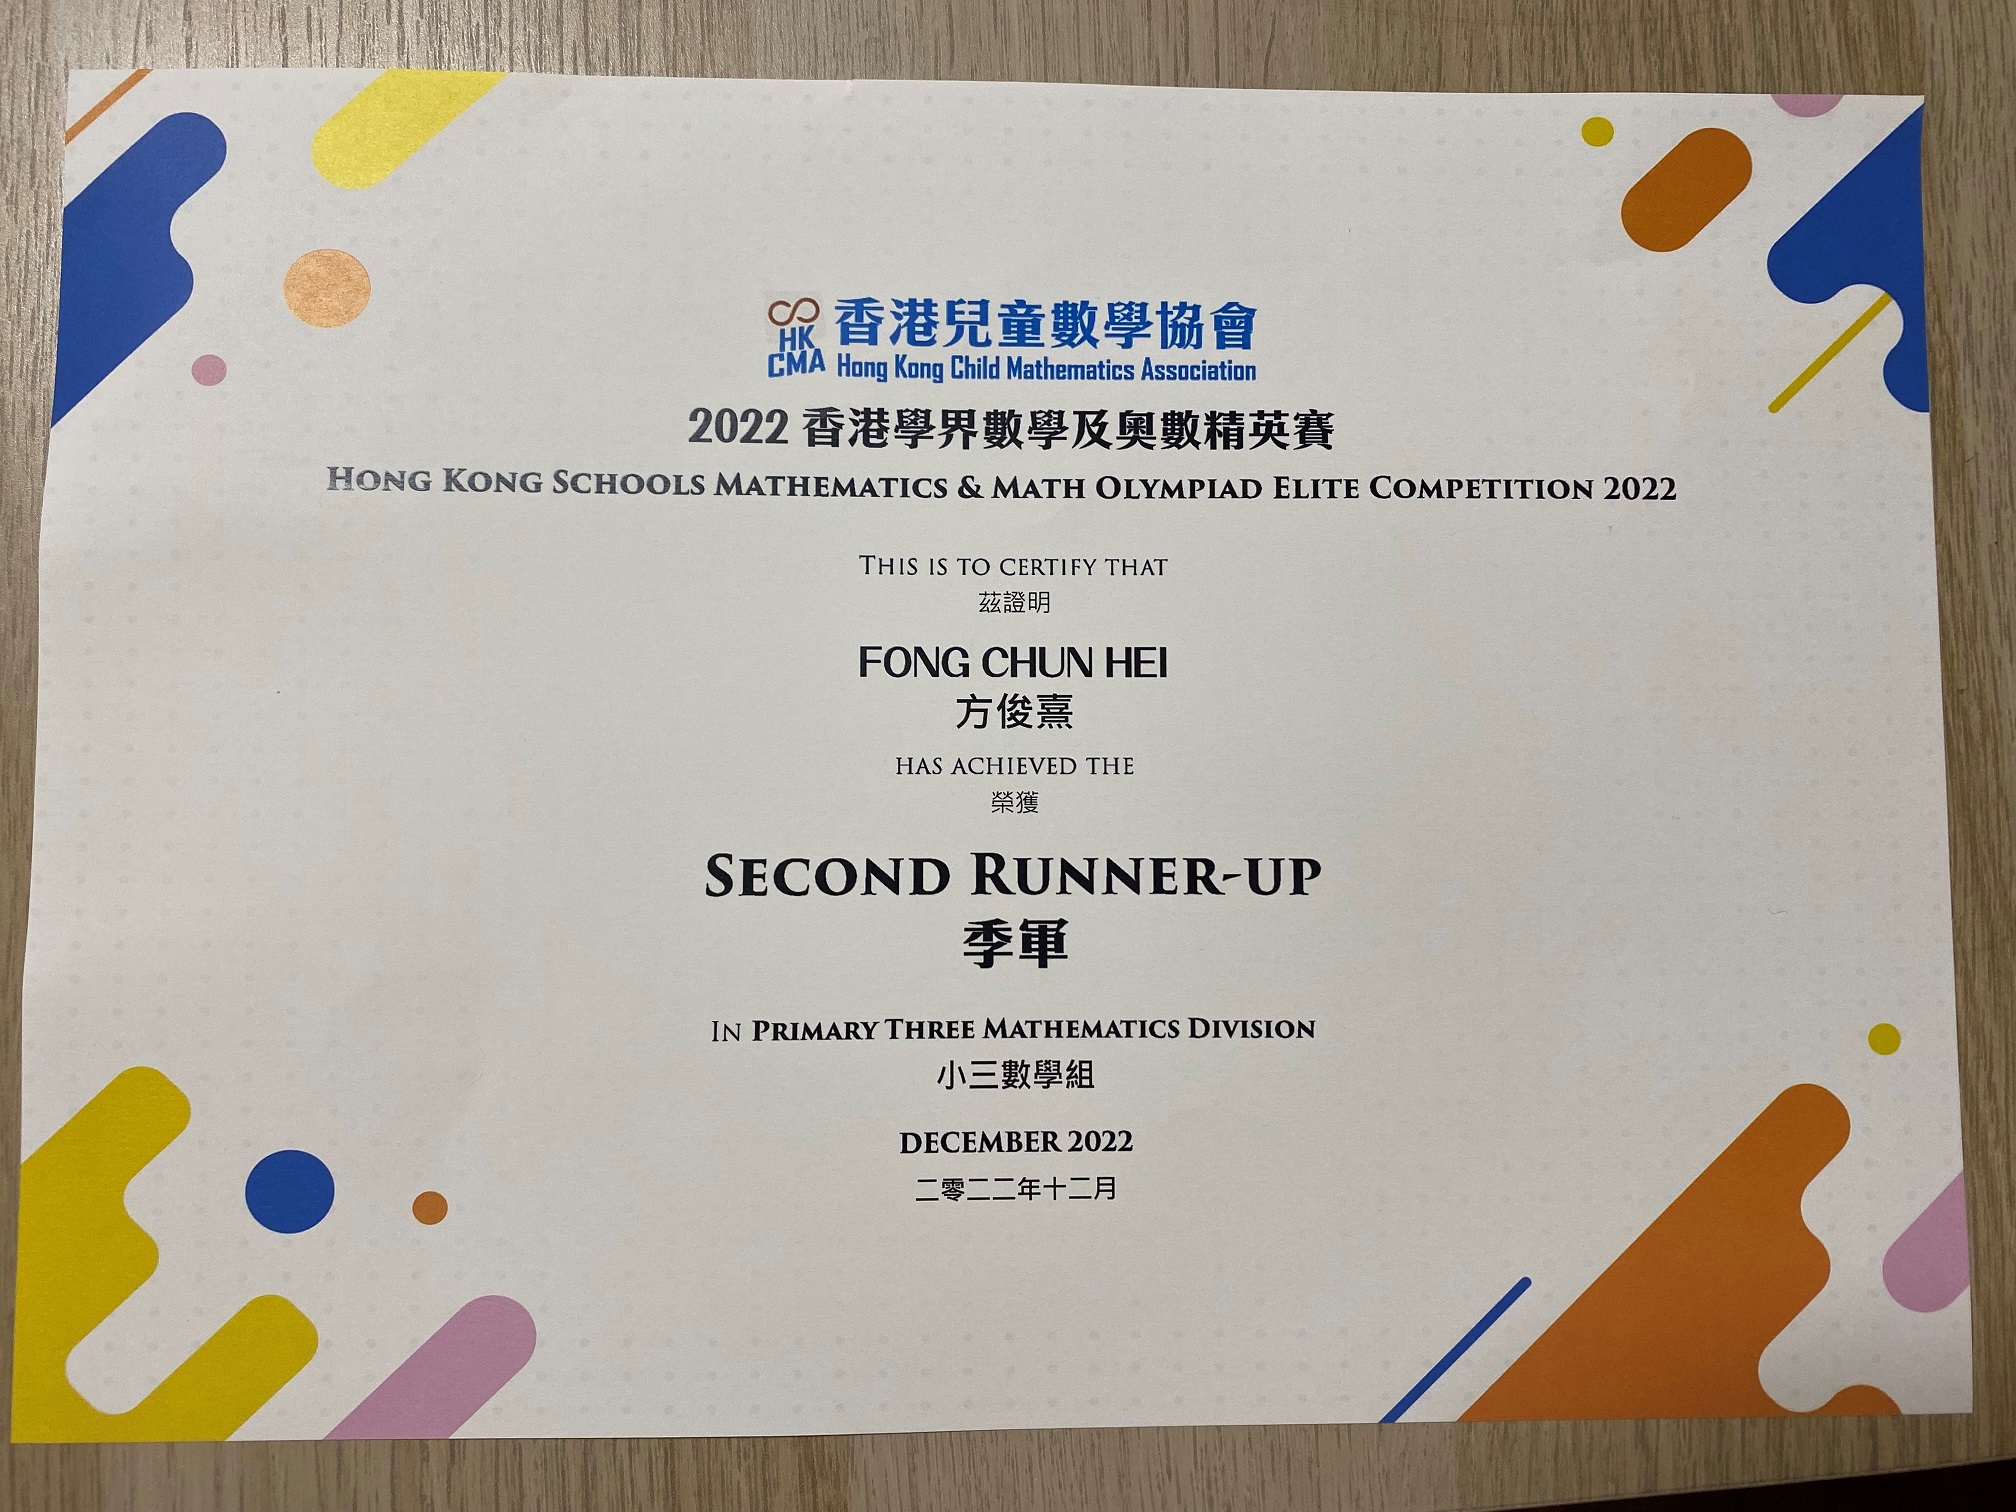 HK
CMA
香港兒童數學協會
Hong Kong Child Mathematics Association
2022 香港學界數學及奧數精英賽
HONG KONG SCHOOLS MATHEMATICS & MATH OLYMPIAD ELITE COMPETITION 2022
THIS IS TO CERTIFY THAT
茲證明
FONG CHUN HEI
方俊熹
HAS ACHIEVED THE
榮獲
SECOND RUNNER-UP
季軍
IN PRIMARY THREE MATHEMATICS DIVISION
小三數學組
DECEMBER 2022
二零二二年十二月